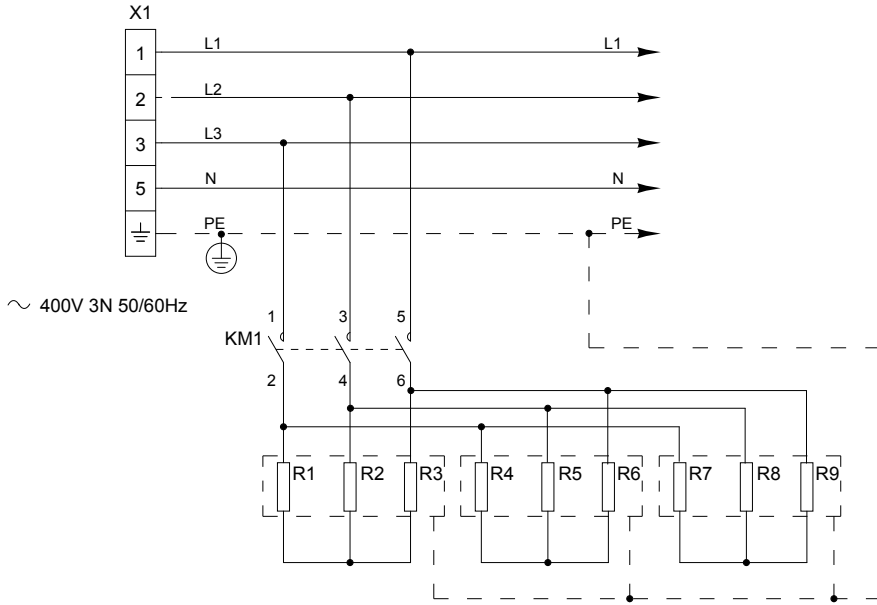 X1
1 L1 L1
2 L2
3 L3
5 N N
PE PE
~ 400V 3N 50/60Hz
1 3 5
KM1
2 4 6
R1 R2 R3 R4 R5 R6 R7 R8 R9